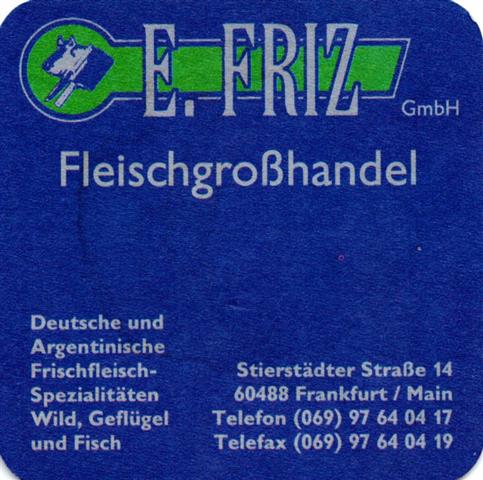 E. FRIZ
GmbH
Fleischgroßhandel
Deutsche und
Argentinische
Frischfleisch-
Spezialitäten
Wild, Geflügel
und Fisch
Stierstädter Straße 14
60488 Frankfurt / Main
Telefon (069) 97 64 04 17
Telefax (069) 97 64 04 19